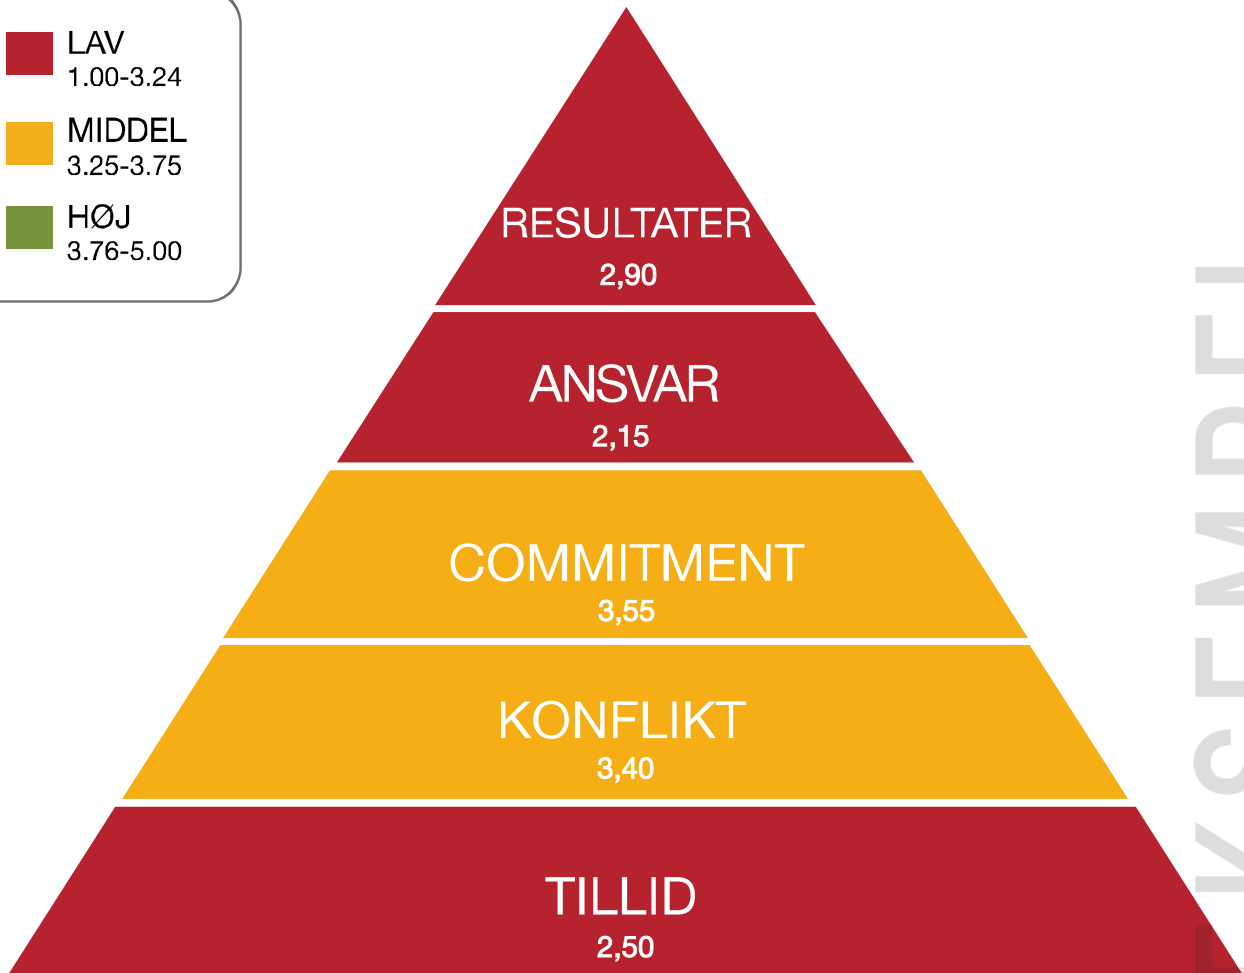 LAV
1.00-3.24
MIDDEL
3.25-3.75
HØJ
3.76-5.00
RESULTATER
2,90
ANSVAR
2,15
COMMITMENT
3,55
KONFLIKT
3,40
TILLID
2,50